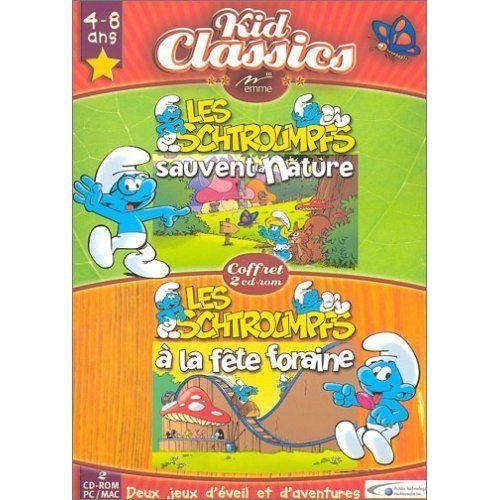 4-8
ans
Kid
Classics
emme
LES
SCHTROUMPFS
sauvent la nature
Coffret
2 cd-rom
LES
SCHTROUMPFS
à la fête foraine
2
CD-ROM
PC/MAC
Deux jeux d'éveil et d'aventures